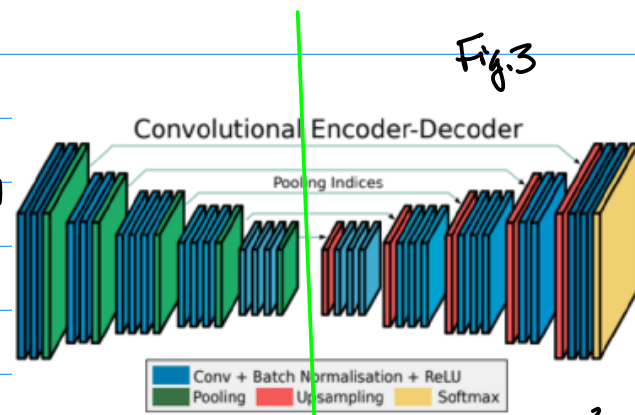 Fig.3
Convolutional Encoder-Decoder
Pooling Indices
Conv + Batch Normalisation + ReLU
Pooling Upsampling Softmax